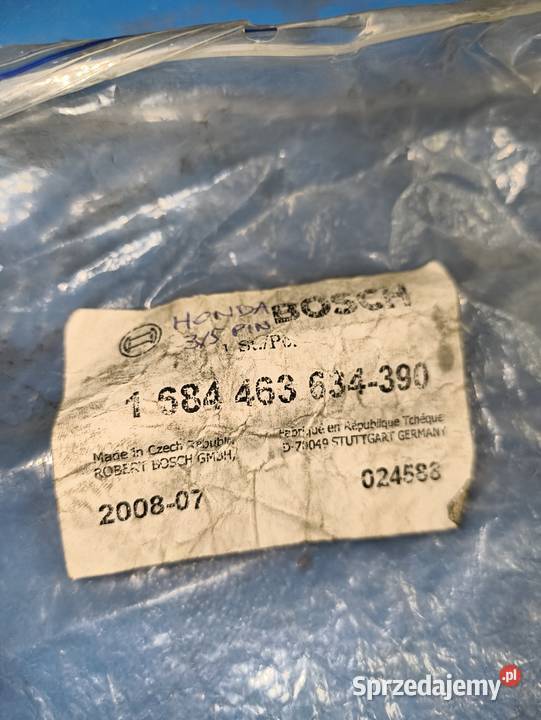 HONDA BOSCH
3/5 PIN
1 St./Pc.
1 684 463 634-390
Made in Czech Republic
ROBERT BOSCH GMBH,
Fabriqué en République Tchèque
D-70049 STUTTGART GERMANY
2008-07
024583
Sprzedajemy.pl